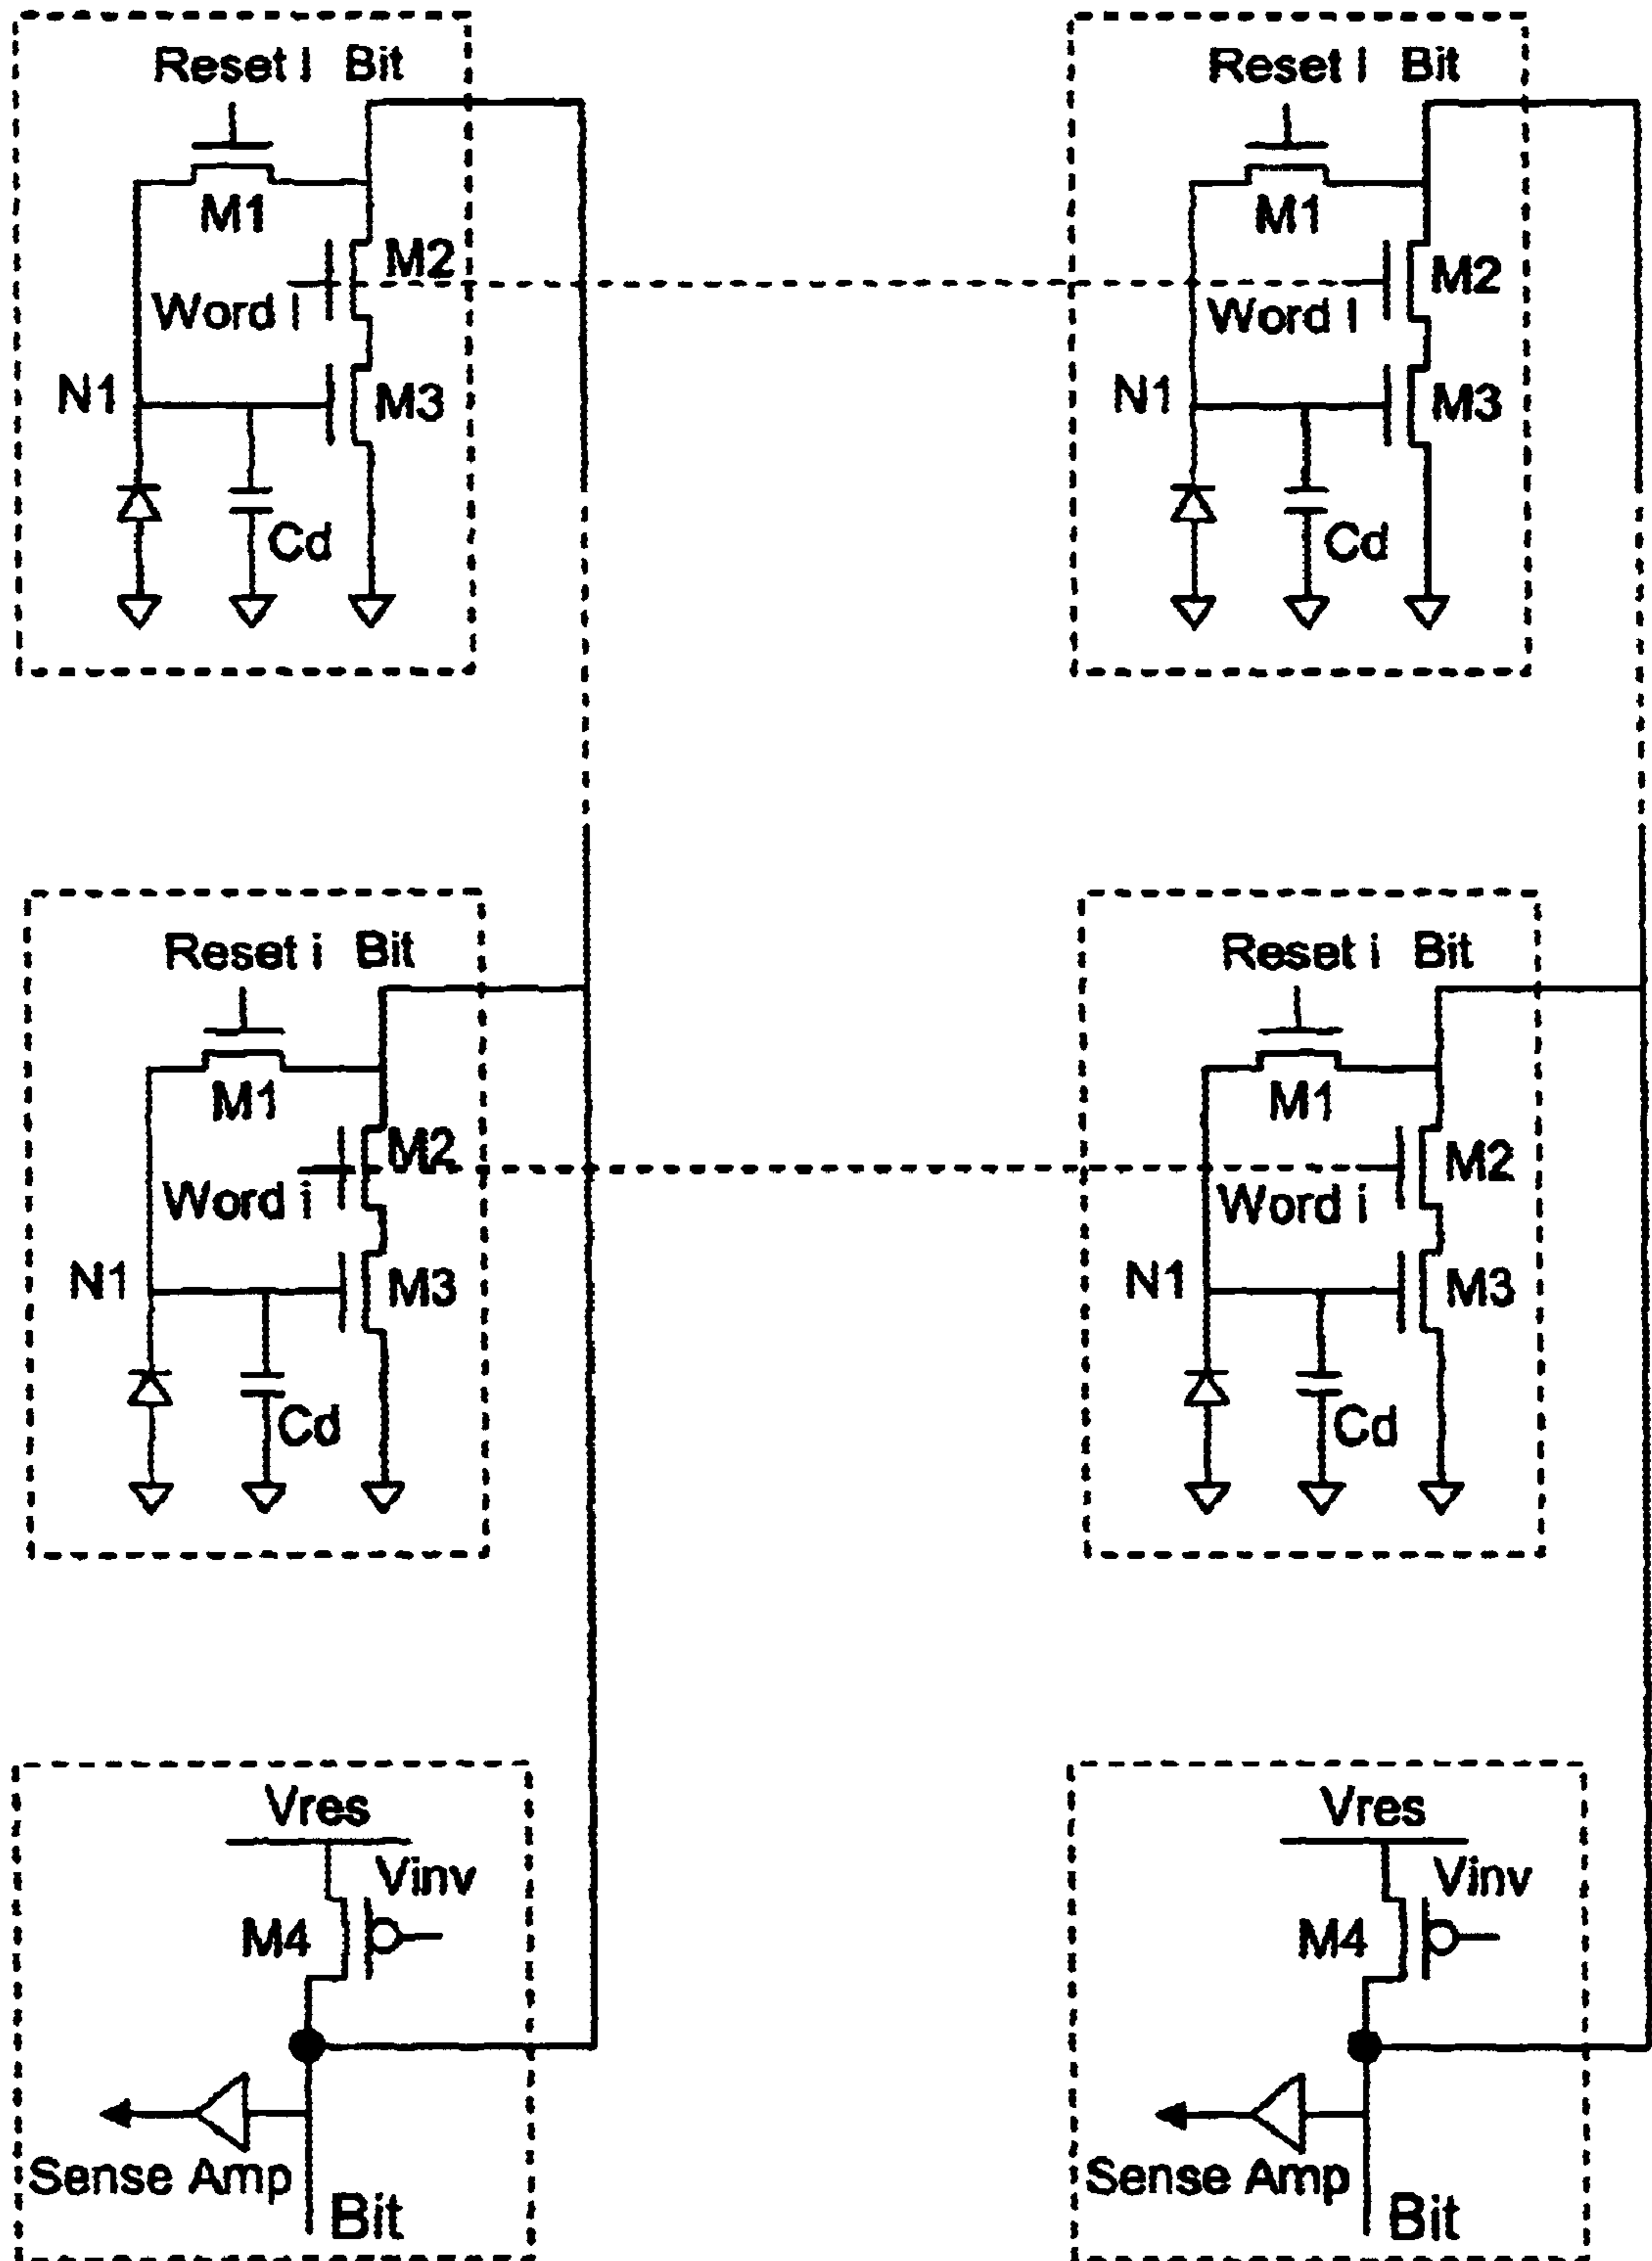 Reset l Bit
M1
M2
Word l
N1
M3
Cd
Reset l Bit
M1
M2
Word l
N1
M3
Cd
Reset i Bit
M1
M2
Word i
N1
M3
Cd
Reset i Bit
M1
M2
Word i
N1
M3
Cd
Vres
Vinv
M4
Sense Amp
Bit
Vres
Vinv
M4
Sense Amp
Bit